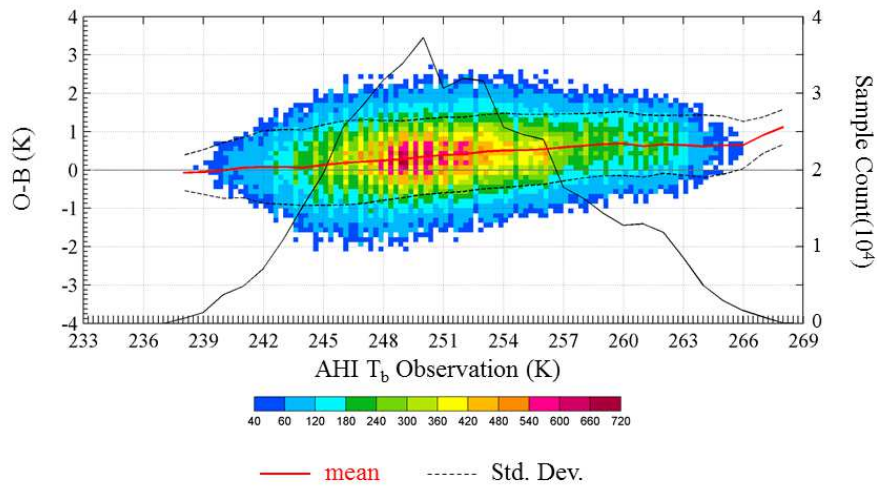 4
3
2
1
0
-1
-2
-3
-4
O-B (K)
4
3
2
1
0
Sample Count(10⁴)
233 236 239 242 245 248 251 254 257 260 263 266 269
AHI T_b Observation (K)
40 60 120 180 240 300 360 420 480 540 600 660 720
mean Std. Dev.